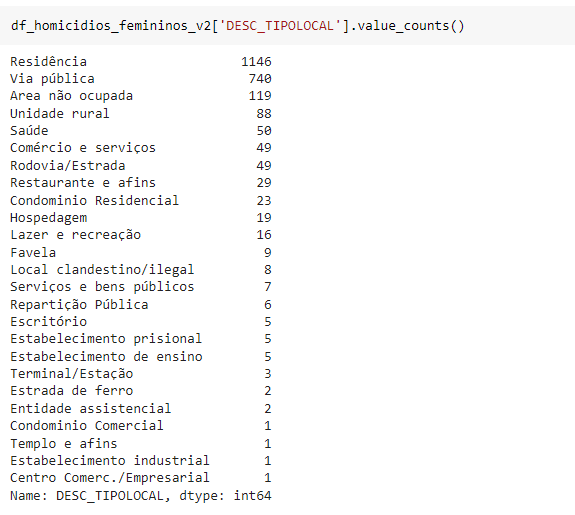 df_homicidios_femininos_v2['DESC_TIPOLOCAL'].value_counts()
Residência 1146
Via pública 740
Area não ocupada 119
Unidade rural 88
Saúde 50
Comércio e serviços 49
Rodovia/Estrada 49
Restaurante e afins 29
Condominio Residencial 23
Hospedagem 19
Lazer e recreação 16
Favela 9
Local clandestino/ilegal 8
Serviços e bens públicos 7
Repartição Pública 6
Escritório 5
Estabelecimento prisional 5
Estabelecimento de ensino 5
Terminal/Estação 3
Estrada de ferro 2
Entidade assistencial 2
Condominio Comercial 1
Templo e afins 1
Estabelecimento industrial 1
Centro Comerc./Empresarial 1
Name: DESC_TIPOLOCAL, dtype: int64